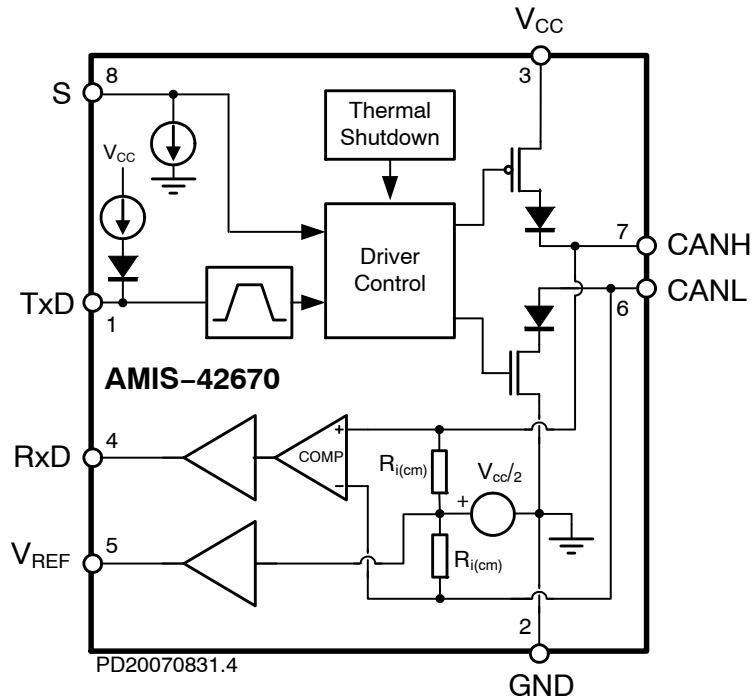 VCC
8
3
S
Thermal
Shutdown
VCC
7
CANH
Driver
Control
CANL
TxD
1
6
AMIS−42670
4
+
RxD
COMP
Ri(cm)
Vcc/2
−
+
5
VREF
Ri(cm)
2
PD20070831.4
GND